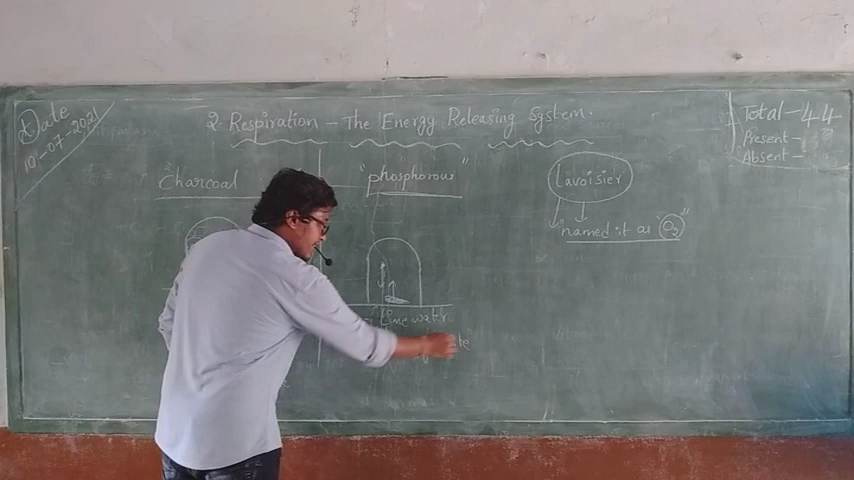 Date
10-07-2021
2. Respiration - The Energy Releasing System.
Total - 44
Present -
Absent -
Charcoal
"phosphorous"
Lavoisier
"named it as O2"
Lime water